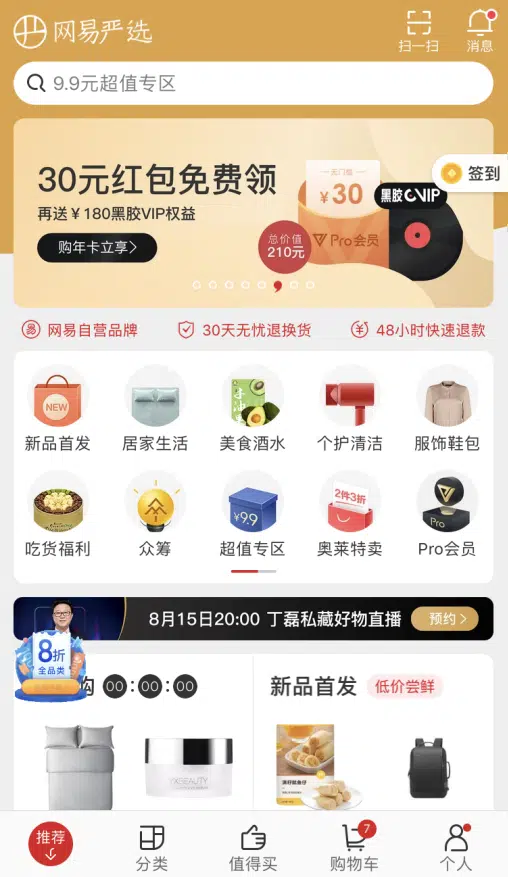 网易严选
扫一扫
消息
9.9元超值专区
30元红包免费领
再送￥180黑胶VIP权益
购年卡立享>
总价值
210元
￥30
Pro会员
黑胶VIP
签到
网易自营品牌
30天无忧退换货
48小时快速退款
NEW
新品首发
居家生活
美食酒水
个护清洁
服饰鞋包
¥9.9
2件3折
Pro
吃货福利
众筹
超值专区
奥莱特卖
Pro会员
8月15日20:00 丁磊私藏好物直播
预约>
8折
全品类
购
00:00:00
新品首发
低价尝鲜
推荐
分类
值得买
7
购物车
个人